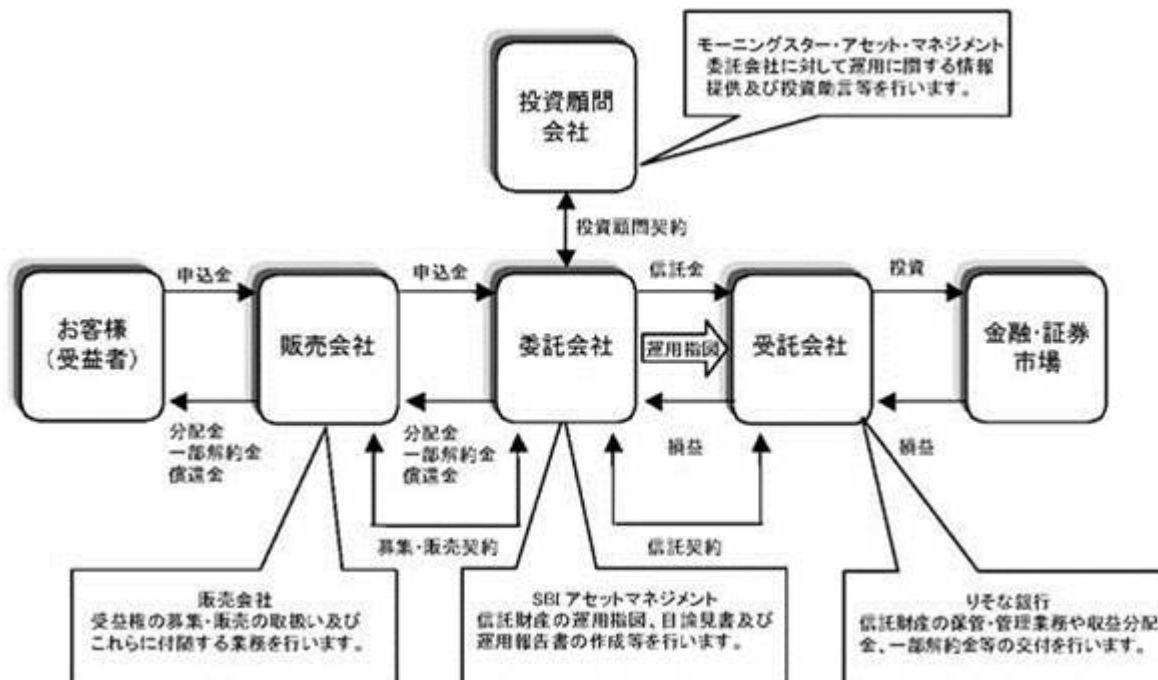 モーニングスター・アセット・マネジメント
委託会社に対して運用に関する情報
提供及び投資助言等を行います。
投資顧問
会社
投資顧問契約
申込金
申込金
信託金
投資
お客様
(受益者)
販売会社
委託会社
運用指図
受託会社
金融・証券
市場
分配金
一部解約金
償還金
分配金
一部解約金
償還金
損益
損益
募集・販売契約
信託契約
販売会社
受益権の募集・販売の取扱い及び
これらに付随する業務を行います。
SBIアセットマネジメント
信託財産の運用指図、目論見書及び
運用報告書の作成等を行います。
りそな銀行
信託財産の保管・管理業務や収益分配
金、一部解約金等の交付を行います。